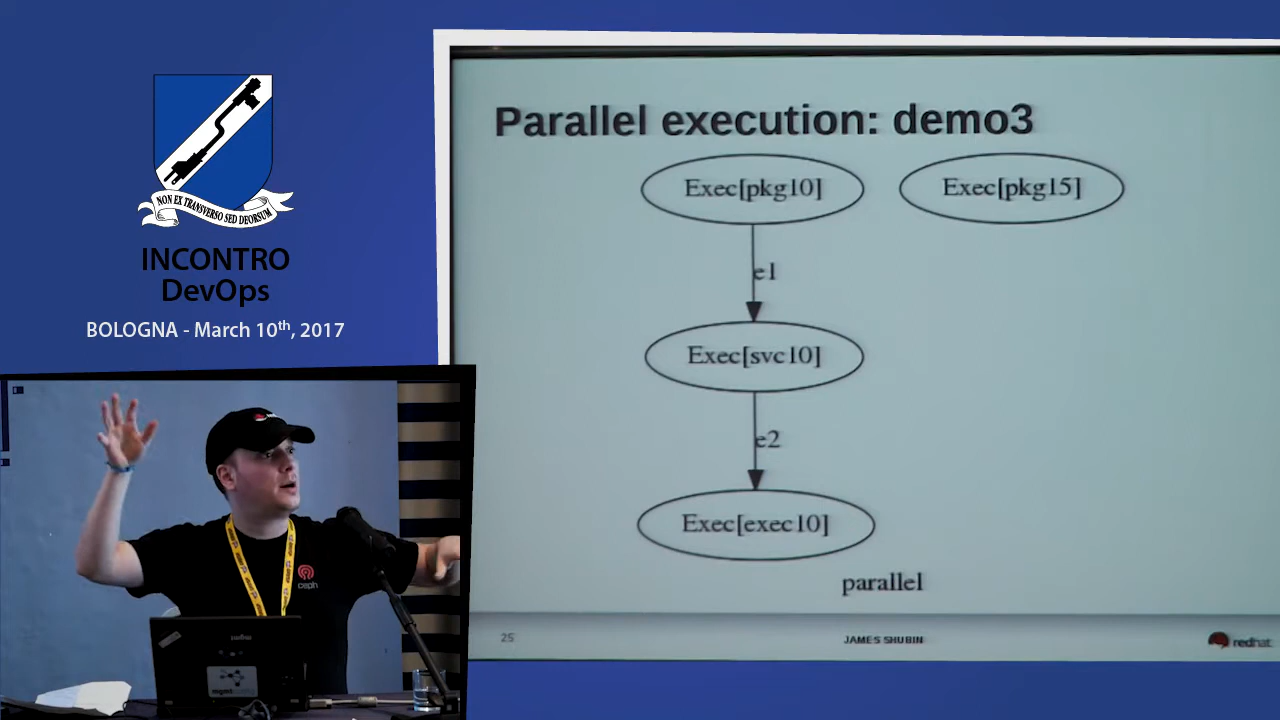 NON EX TRANSVERSO SED DEORSUM
INCONTRO
DevOps
BOLOGNA - March 10th, 2017
Parallel execution: demo3
Exec[pkg10]
Exec[pkg15]
e1
Exec[svc10]
e2
Exec[exec10]
parallel
25
JAMES SHUBIN
redhat
ceph
mgmt